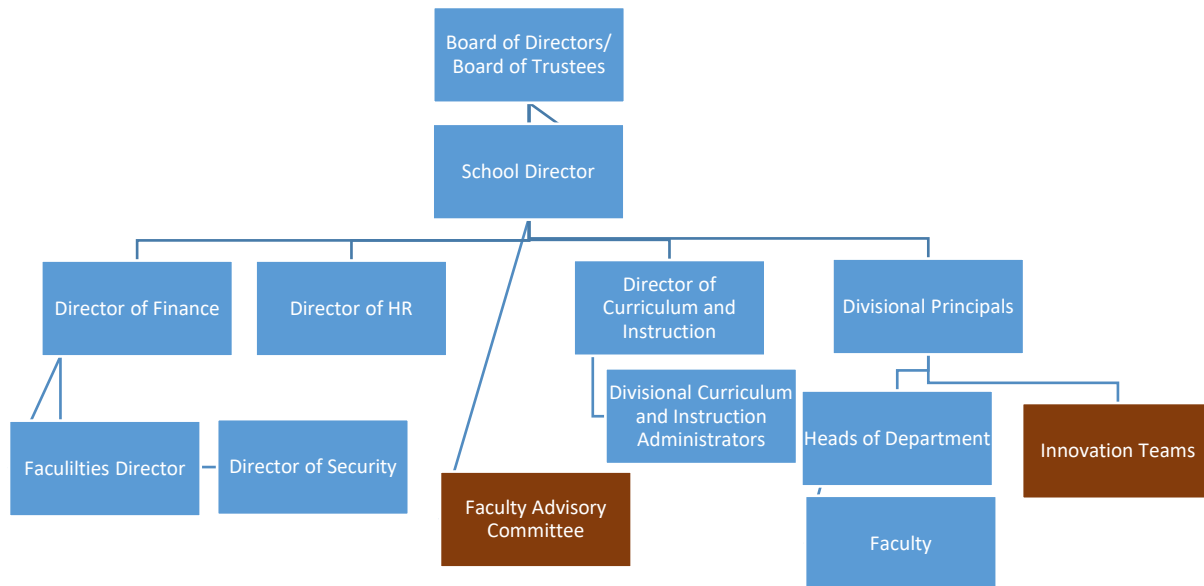 Board of Directors/
Board of Trustees
School Director
Director of Finance
Director of HR
Director of
Curriculum and
Instruction
Divisional Principals
Divisional Curriculum
and Instruction
Administrators
Heads of Department
Innovation Teams
Faculilties Director
Director of Security
Faculty Advisory
Committee
Faculty